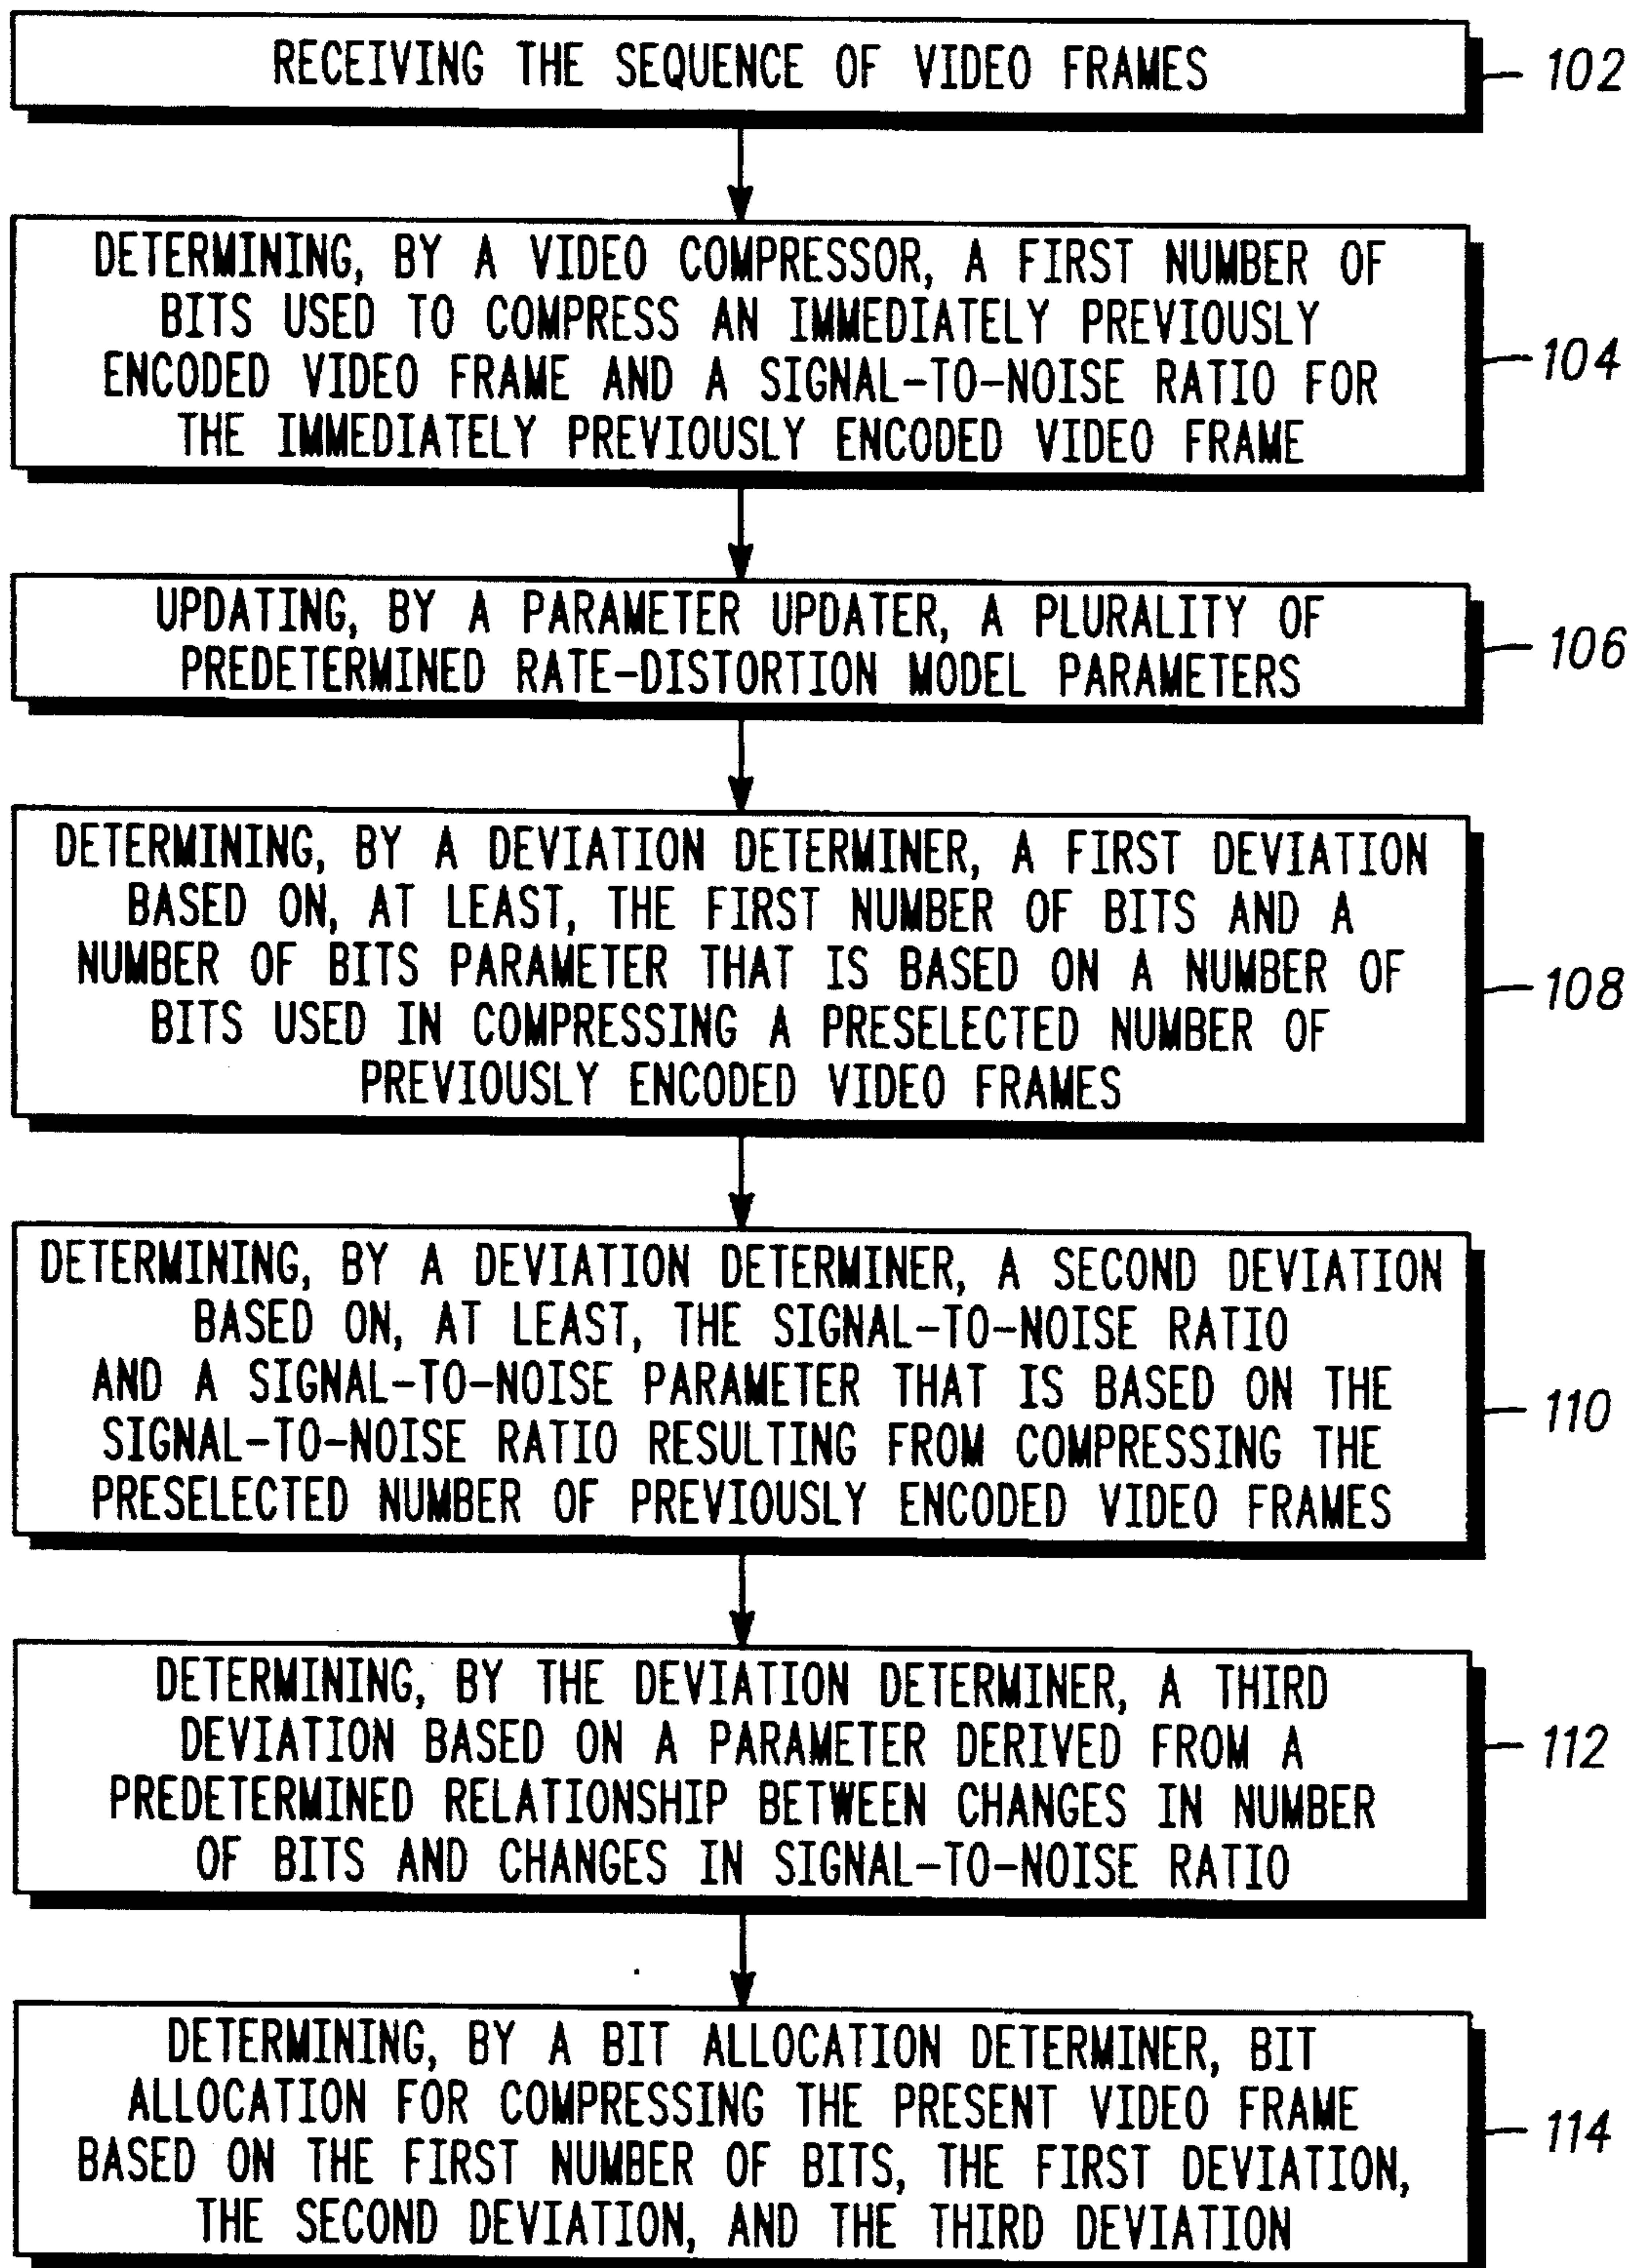 RECEIVING THE SEQUENCE OF VIDEO FRAMES
102
DETERMINING, BY A VIDEO COMPRESSOR, A FIRST NUMBER OF
BITS USED TO COMPRESS AN IMMEDIATELY PREVIOUSLY
ENCODED VIDEO FRAME AND A SIGNAL-TO-NOISE RATIO FOR
THE IMMEDIATELY PREVIOUSLY ENCODED VIDEO FRAME
104
UPDATING, BY A PARAMETER UPDATER, A PLURALITY OF
PREDETERMINED RATE-DISTORTION MODEL PARAMETERS
106
DETERMINING, BY A DEVIATION DETERMINER, A FIRST DEVIATION
BASED ON, AT LEAST, THE FIRST NUMBER OF BITS AND A
NUMBER OF BITS PARAMETER THAT IS BASED ON A NUMBER OF
BITS USED IN COMPRESSING A PRESELECTED NUMBER OF
PREVIOUSLY ENCODED VIDEO FRAMES
108
DETERMINING, BY A DEVIATION DETERMINER, A SECOND DEVIATION
BASED ON, AT LEAST, THE SIGNAL-TO-NOISE RATIO
AND A SIGNAL-TO-NOISE PARAMETER THAT IS BASED ON THE
SIGNAL-TO-NOISE RATIO RESULTING FROM COMPRESSING THE
PRESELECTED NUMBER OF PREVIOUSLY ENCODED VIDEO FRAMES
110
DETERMINING, BY THE DEVIATION DETERMINER, A THIRD
DEVIATION BASED ON A PARAMETER DERIVED FROM A
PREDETERMINED RELATIONSHIP BETWEEN CHANGES IN NUMBER
OF BITS AND CHANGES IN SIGNAL-TO-NOISE RATIO
112
DETERMINING, BY A BIT ALLOCATION DETERMINER, BIT
ALLOCATION FOR COMPRESSING THE PRESENT VIDEO FRAME
BASED ON THE FIRST NUMBER OF BITS, THE FIRST DEVIATION,
THE SECOND DEVIATION, AND THE THIRD DEVIATION
114